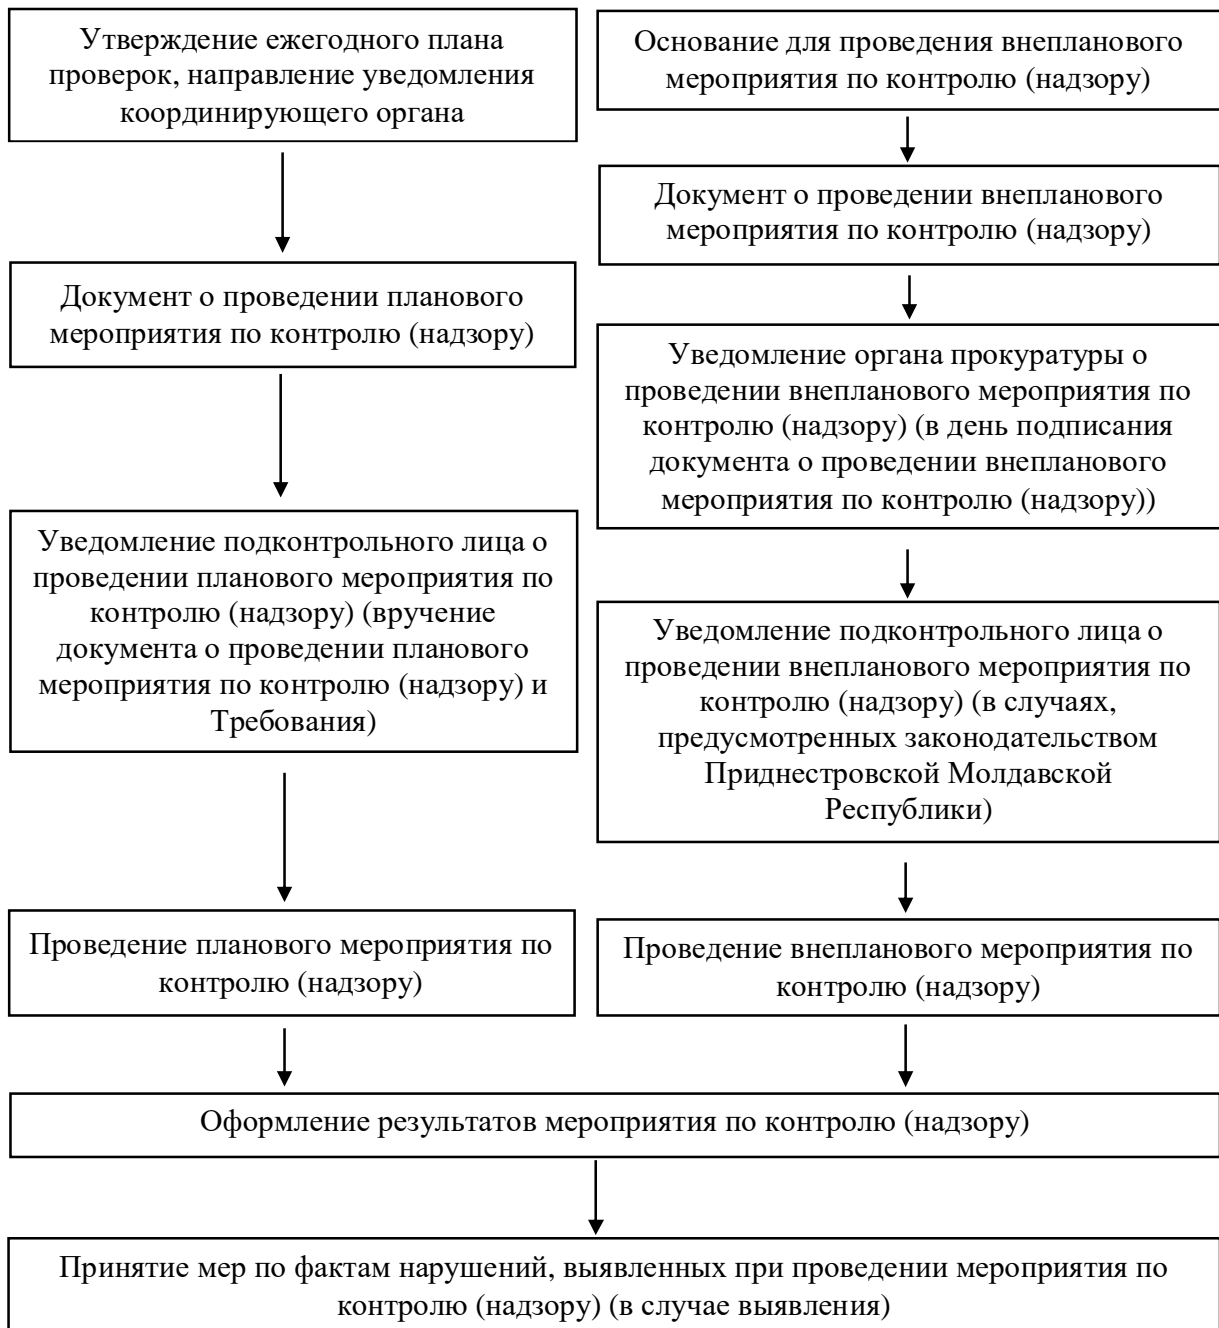 Утверждение ежегодного плана
проверок, направление уведомления
координирующего органа
Документ о проведении планового
мероприятия по контролю (надзору)
Уведомление подконтрольного лица о
проведении планового мероприятия по
контролю (надзору) (вручение
документа о проведении планового
мероприятия по контролю (надзору) и
Требования)
Проведение планового мероприятия по
контролю (надзору)
Основание для проведения внепланового
мероприятия по контролю (надзору)
Документ о проведении внепланового
мероприятия по контролю (надзору)
Уведомление органа прокуратуры о
проведении внепланового мероприятия по
контролю (надзору) (в день подписания
документа о проведении внепланового
мероприятия по контролю (надзору))
Уведомление подконтрольного лица о
проведении внепланового мероприятия по
контролю (надзору) (в случаях,
предусмотренных законодательством
Приднестровской Молдавской
Республики)
Проведение внепланового мероприятия по
контролю (надзору)
Оформление результатов мероприятия по контролю (надзору)
Принятие мер по фактам нарушений, выявленных при проведении мероприятия по
контролю (надзору) (в случае выявления)